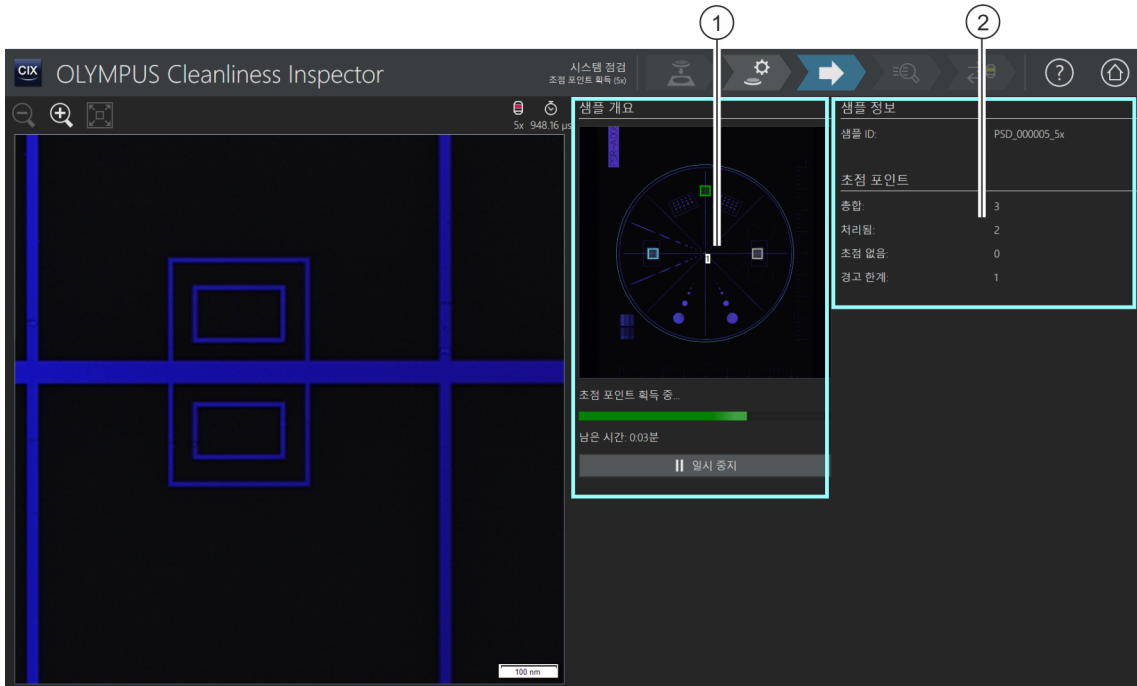 1
2
CIX
OLYMPUS Cleanliness Inspector
시스템 점검
초점 포인트 획득 (5x)
?
5x 948.16 µs
샘플 개요
1
초점 포인트 획득 중...
남은 시간: 0:03분
일시 중지
샘플 정보
샘플 ID: PSD_000005_5x
초점 포인트
총합: 3
처리됨: 2
초점 없음: 0
경고 한계: 1
100 nm